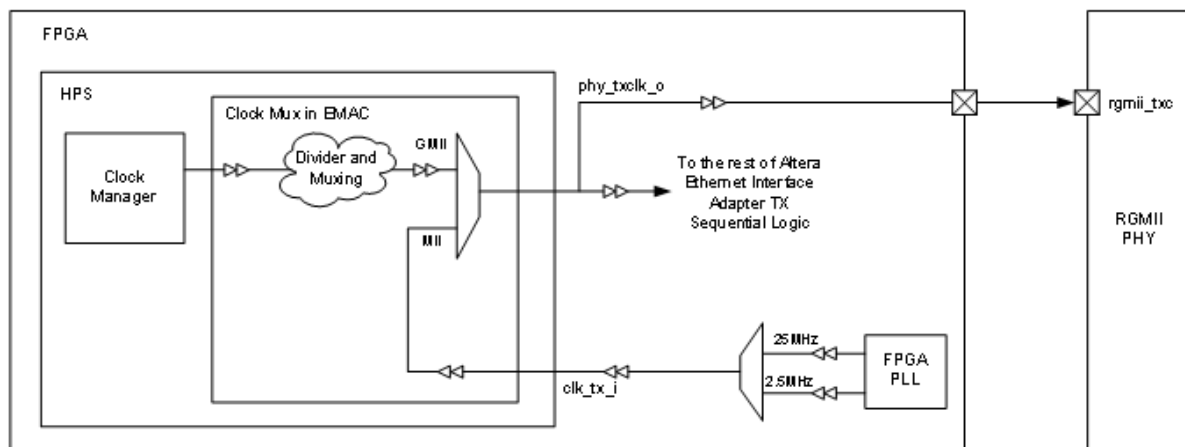 FPGA
HPS
Clock Mux in EMAC
Clock
Manager
Divider and
Muxing
GMII
MII
phy_txclk_o
rgmii_txc
To the rest of Altera
Ethernet Interface
Adapter TX
Sequential Logic
RGMII
PHY
25MHz
2.5MHz
FPGA
PLL
clk_tx_i